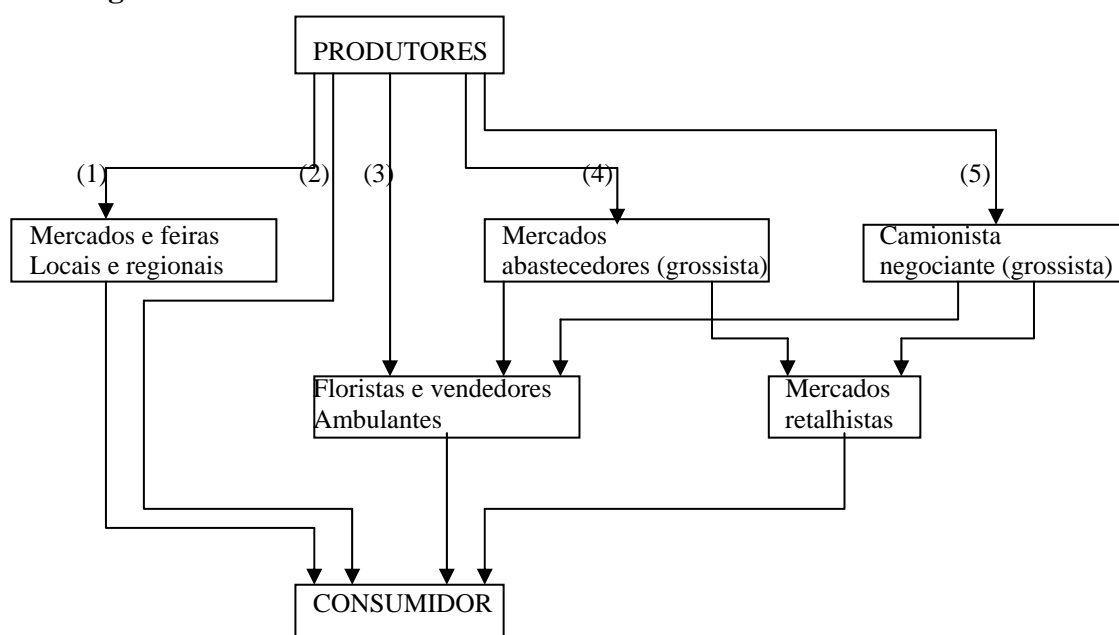 PRODUTORES
(1)
(2)
(3)
(4)
(5)
Mercados e feiras
Locais e regionais
Mercados
abastecedores (grossista)
Camionista
negociante (grossista)
Floristas e vendedores
Ambulantes
Mercados
retalhistas
CONSUMIDOR